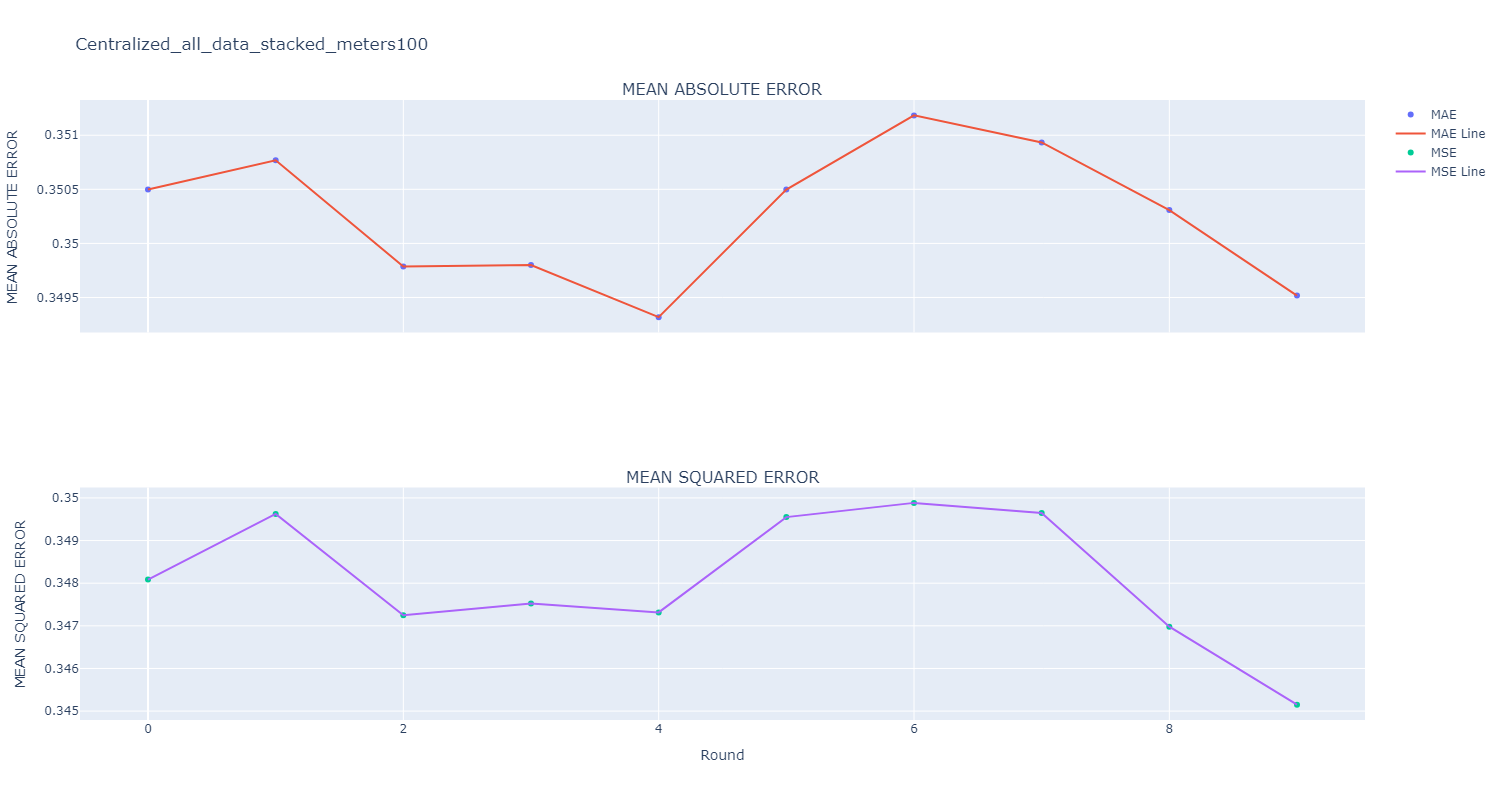 Centralized_all_data_stacked_meters100
MEAN ABSOLUTE ERROR
MEAN ABSOLUTE ERROR
0.351
0.3505
0.35
0.3495
MAE
MAE Line
MSE
MSE Line
MEAN SQUARED ERROR
MEAN SQUARED ERROR
0.35
0.349
0.348
0.347
0.346
0.345
0 2 4 6 8
Round